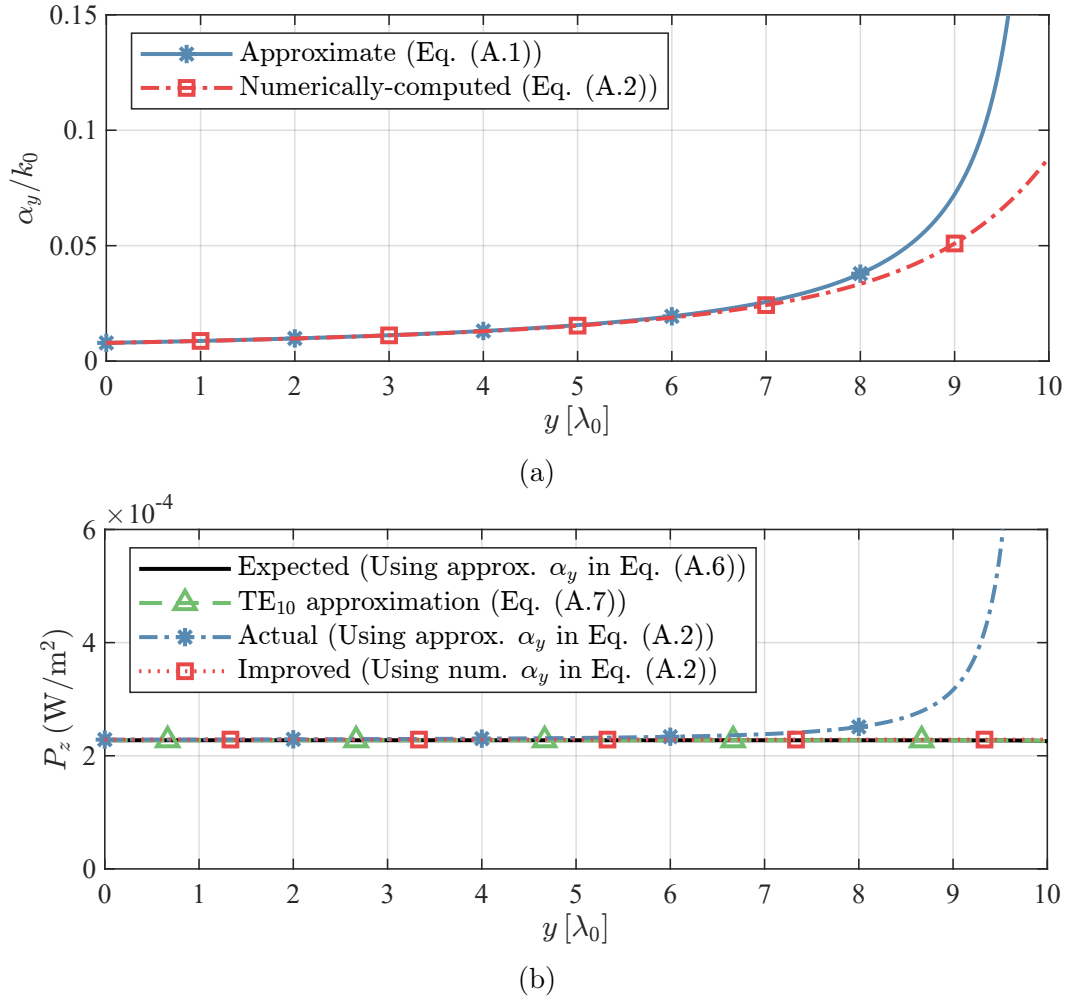 0.15
0.1
0.05
0
α_y/k_0
Approximate (Eq. (A.1))
Numerically-computed (Eq. (A.2))
0 1 2 3 4 5 6 7 8 9 10
y [λ_0]
(a)
×10^-4
6
4
2
0
P_z (W/m^2)
Expected (Using approx. α_y in Eq. (A.6))
TE_10 approximation (Eq. (A.7))
Actual (Using approx. α_y in Eq. (A.2))
Improved (Using num. α_y in Eq. (A.2))
0 1 2 3 4 5 6 7 8 9 10
y [λ_0]
(b)